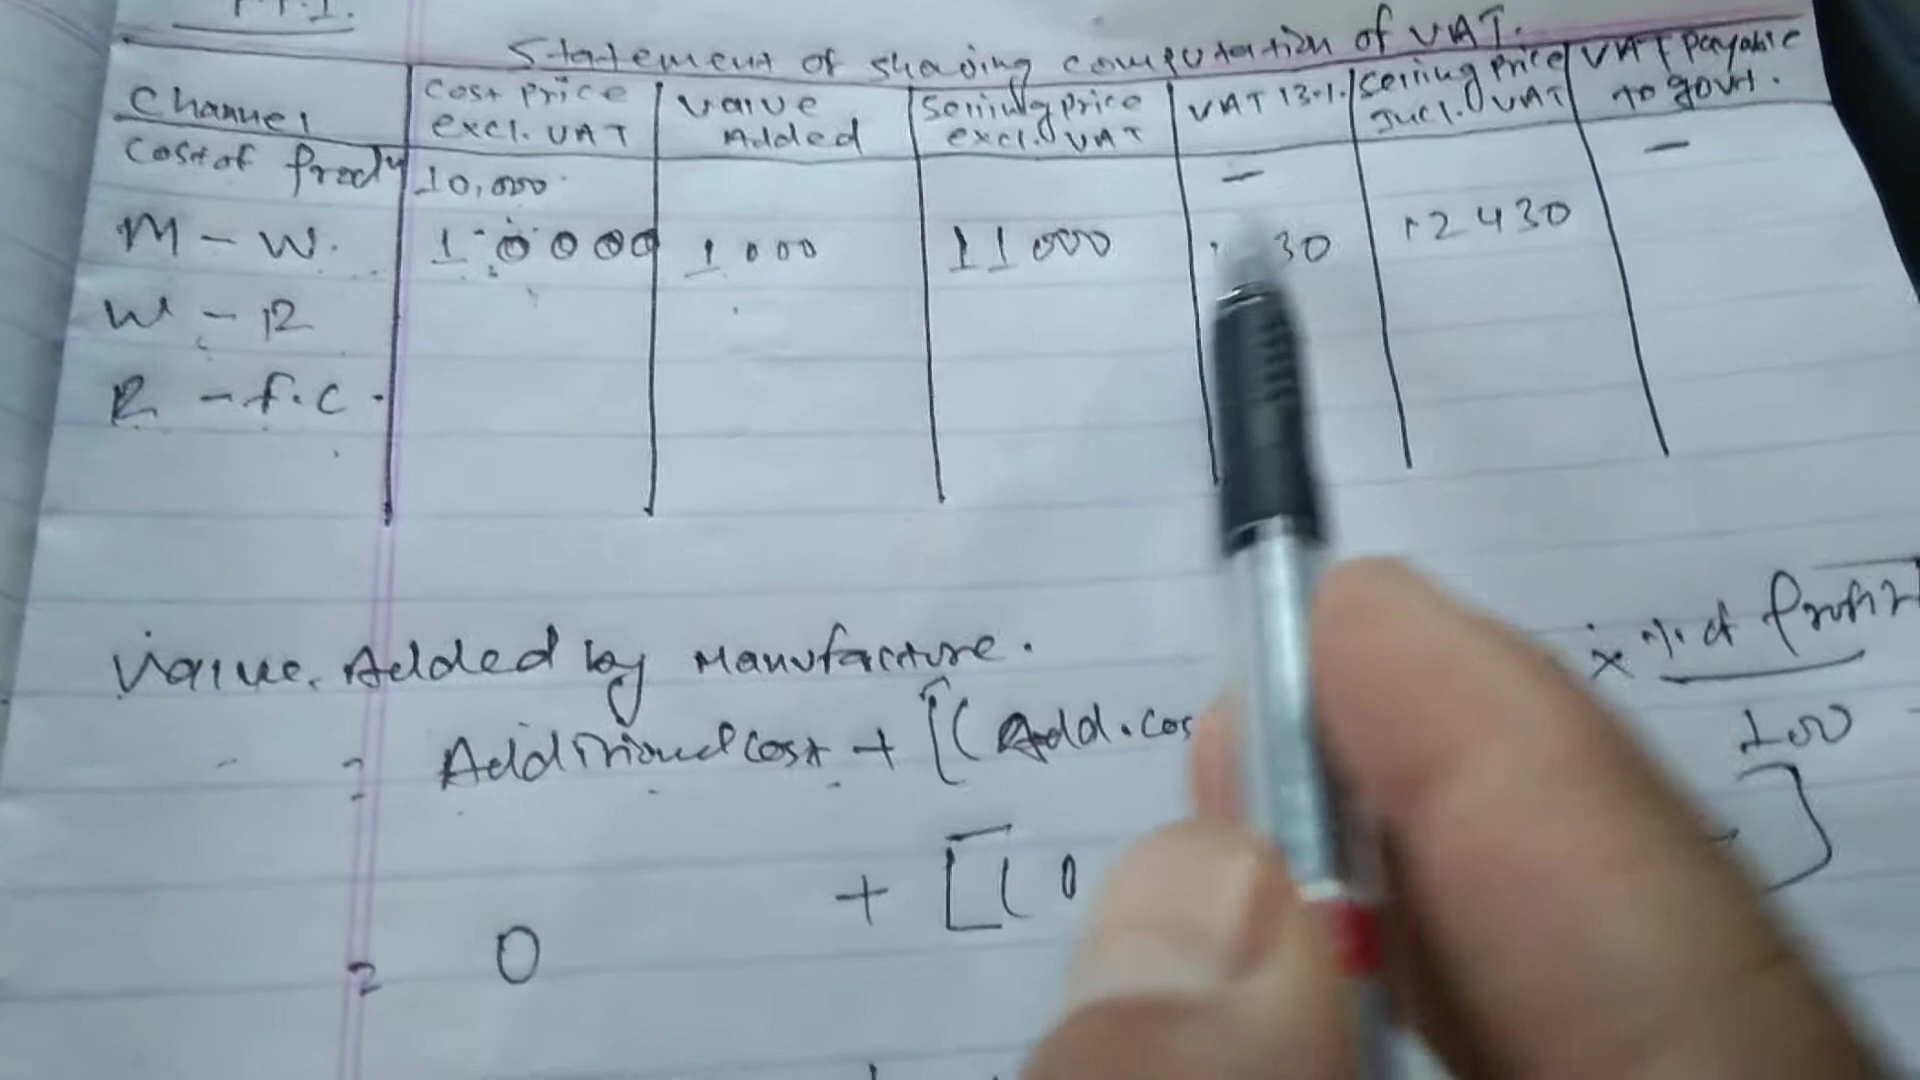 Statement of showing computation of VAT.
Channel | Cost Price excl. VAT | Value Added | Selling Price excl. VAT | VAT 13% | Selling Price Incl. VAT | VAT payable to govt.
Cost of Prodn | 10,000 | | | — | | —
M - W. | 10000 | 1000 | 11000 | 30 | 12430
W - R
R - F.C.
Value Added by Manufacture.
= Additional cost + [(Add. cos × % of Profit
100
+ [( 0 ]
= 0